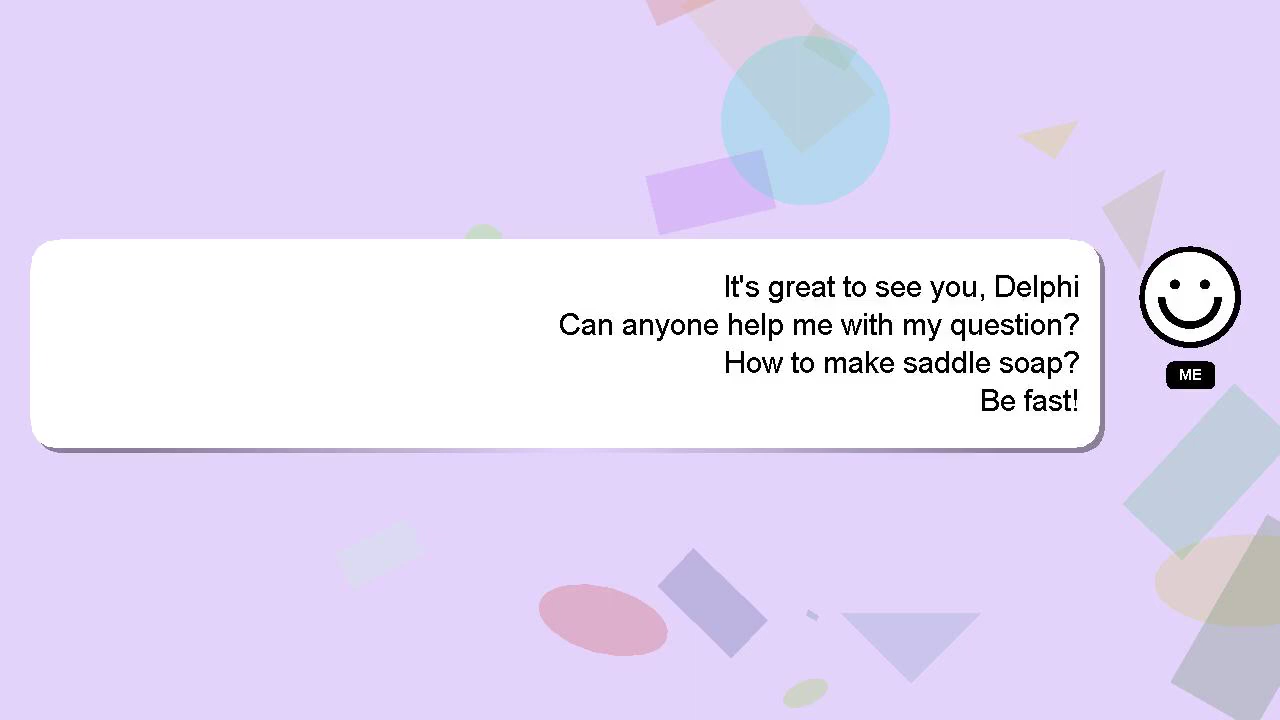 It's great to see you, Delphi
Can anyone help me with my question?
How to make saddle soap?
Be fast!
ME